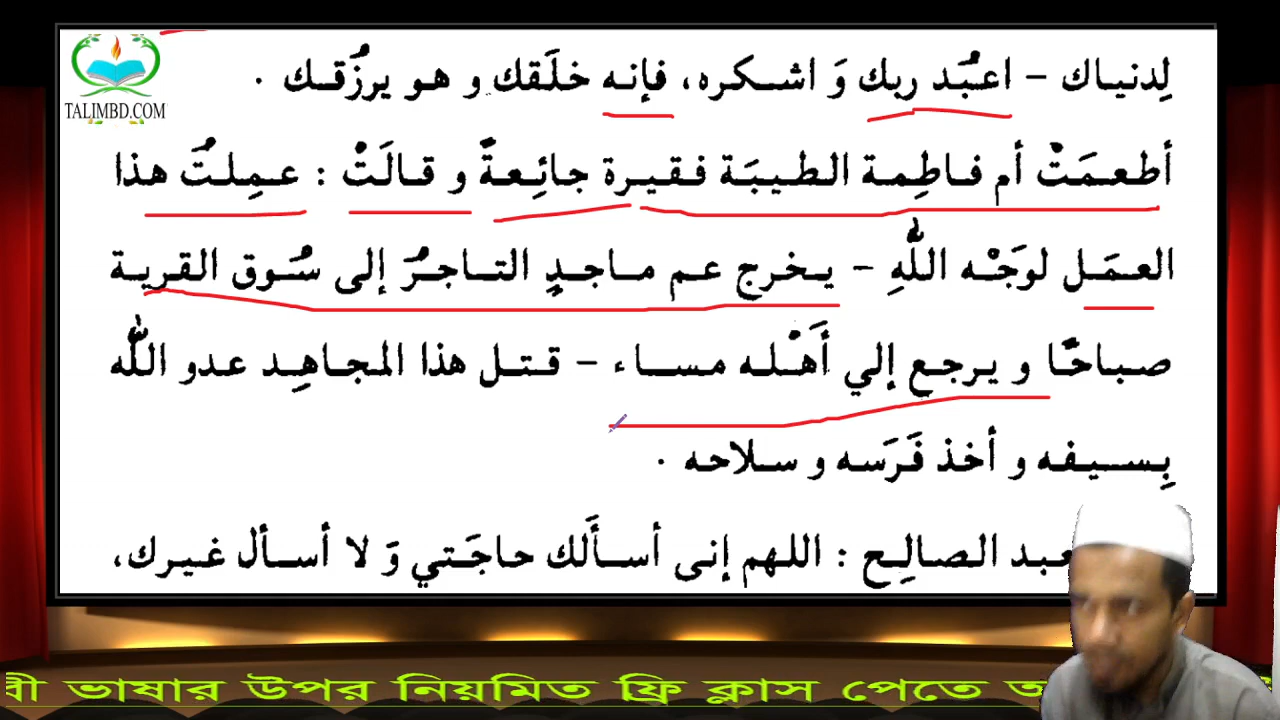 TALIMBD.COM
لِدنياك – اعبُد ربك وَ اشكره، فإنه خلَقك و هو يرزُقك .
أطعمَتْ أم فاطِمة الطيبَة فقيرة جائِعةً و قالَتْ : عمِلتُ هذا
العمَل لوَجْه اللّٰهِ – يخرج عم ماجدٍ التاجرُ إلى سُوق القرية
صباحًا و يرجع إلي أَهْله مساء – قتل هذا المجاهِد عدو اللّٰه
بِسيفه و أخذ فَرَسه و سلاحه .
عبد الصالِح : اللهم إنى أسأَلك حاجَتي وَ لا أسأل غيرك،
বী ভাষার উপর নিয়মিত ফ্রি ক্লাস পেতে